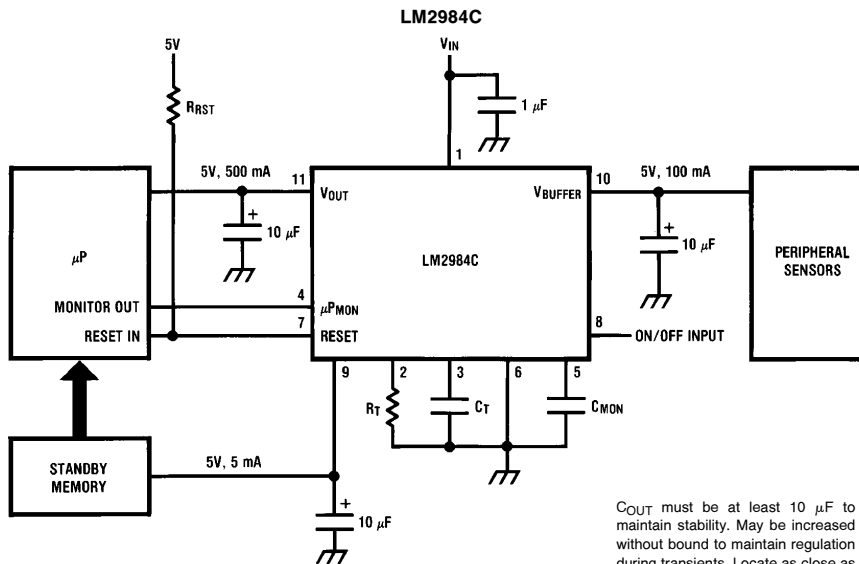 LM2984C
5V
VIN
RRST
1 μF
1
5V, 500 mA
11
VOUT
VBUFFER
10
5V, 100 mA
+
10 μF
+
10 μF
μP
LM2984C
PERIPHERAL
SENSORS
MONITOR OUT
4
μPMON
RESET IN
7
RESET
8
ON/OFF INPUT
9
2
3
6
5
RT
CT
CMON
STANDBY
MEMORY
5V, 5 mA
+
10 μF
COUT must be at least 10 μF to
maintain stability. May be increased
without bound to maintain regulation
during transients. Locate as close as